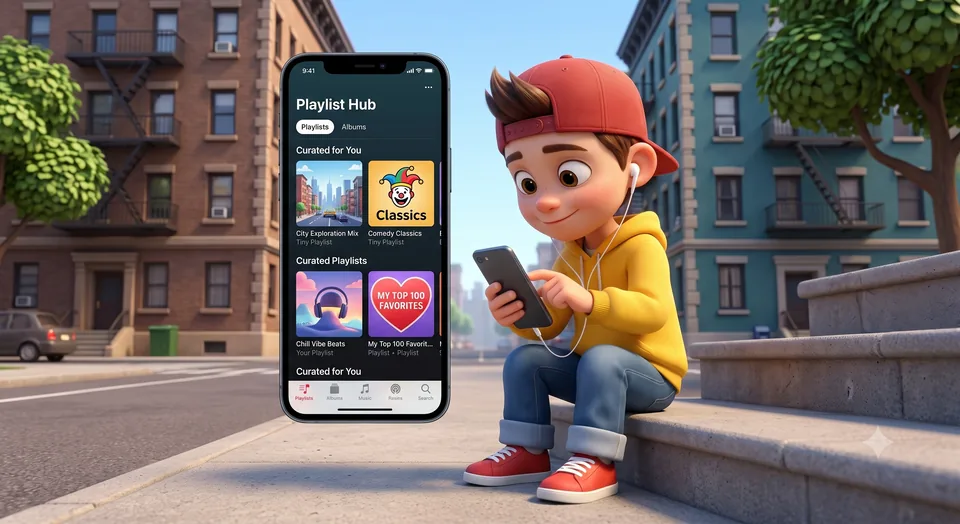 9:41
Playlist Hub
Playlists Albums
Curated for You
Classics
City Exploration Mix Comedy Classics
Tiny Playlist Tiny Playlist
Curated Playlists
MY TOP 100
FAVORITES
Chill Vibe Beats My Top 100 Favorit...
Your Playlist Playlist • Playlist
Curated for You
Playlists Albums Music Search